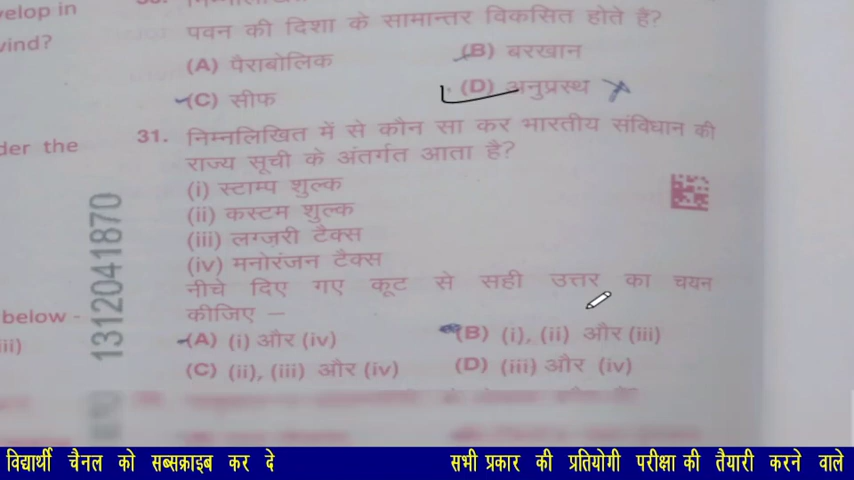 velop in
vind?
पवन की दिशा के सामान्तर विकसित होते है?
(A) पैराबोलिक
(B) बरखान
(C) सीफ
(D) अनुप्रस्थ
der the
31. निम्नलिखित में से कौन सा कर भारतीय संविधान की
राज्य सूची के अंतर्गत आता है?
(i) स्टाम्प शुल्क
(ii) कस्टम शुल्क
(iii) लग्ज़री टैक्स
(iv) मनोरंजन टैक्स
नीचे दिए गए कूट से सही उत्तर का चयन
कीजिए –
below -
iii)
(A) (i) और (iv)
(B) (i), (ii) और (iii)
(C) (ii), (iii) और (iv)
(D) (iii) और (iv)
1312041870
विद्यार्थी चैनल को सब्सक्राइब कर दे
सभी प्रकार की प्रतियोगी परीक्षा की तैयारी करने वाले